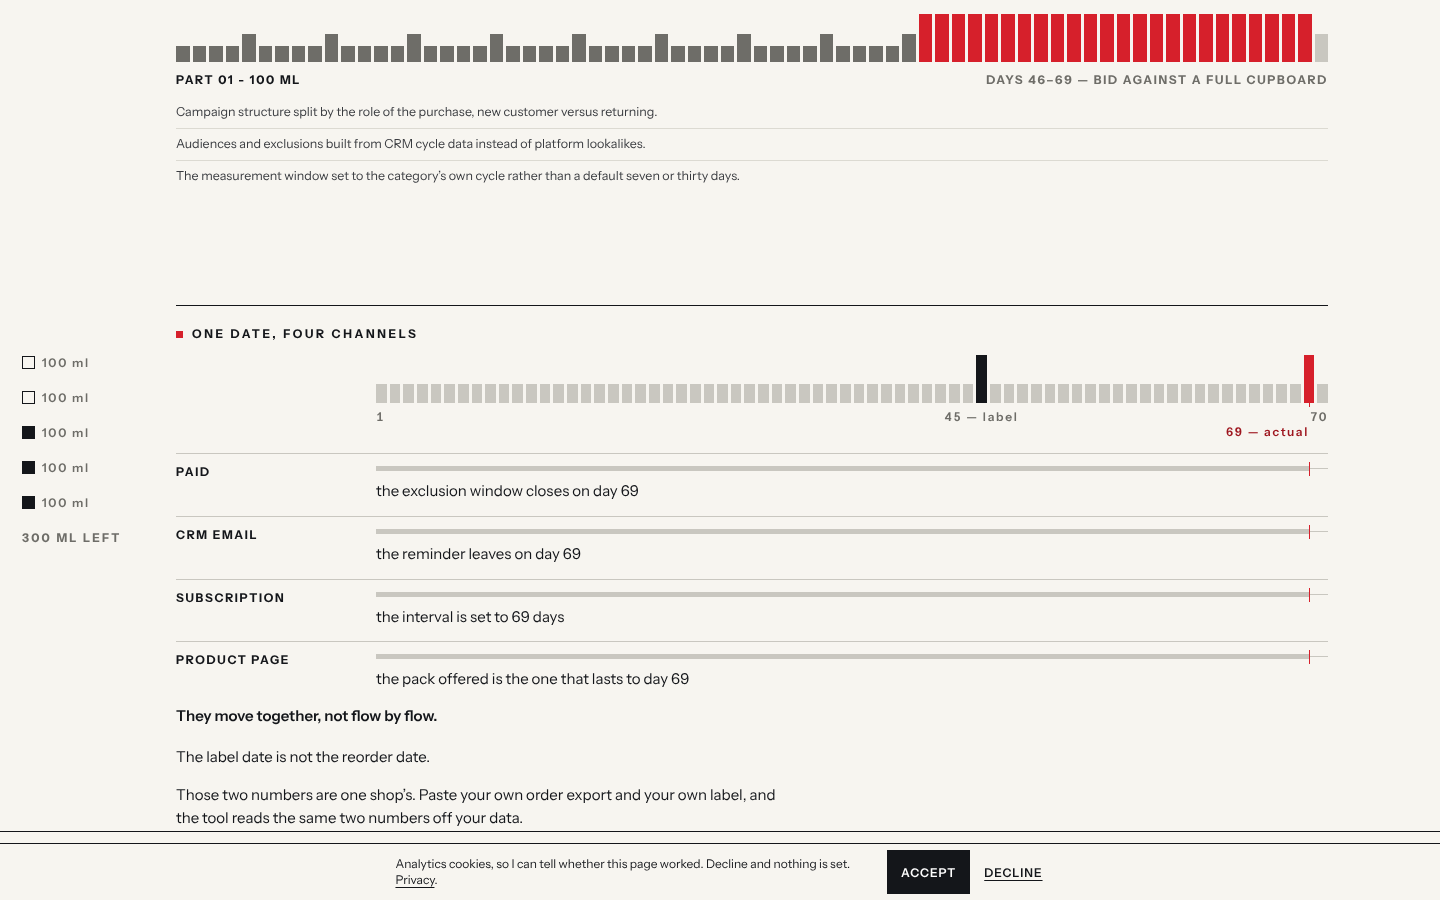 PART 01 - 100 ML
DAYS 46–69 — BID AGAINST A FULL CUPBOARD
Campaign structure split by the role of the purchase, new customer versus returning.
Audiences and exclusions built from CRM cycle data instead of platform lookalikes.
The measurement window set to the category’s own cycle rather than a default seven or thirty days.
ONE DATE, FOUR CHANNELS
100 ml
100 ml
100 ml
100 ml
100 ml
300 ML LEFT
1
45 — label
70
69 — actual
PAID
the exclusion window closes on day 69
CRM EMAIL
the reminder leaves on day 69
SUBSCRIPTION
the interval is set to 69 days
PRODUCT PAGE
the pack offered is the one that lasts to day 69
They move together, not flow by flow.
The label date is not the reorder date.
Those two numbers are one shop’s. Paste your own order export and your own label, and
the tool reads the same two numbers off your data.
Analytics cookies, so I can tell whether this page worked. Decline and nothing is set.
Privacy.
ACCEPT
DECLINE